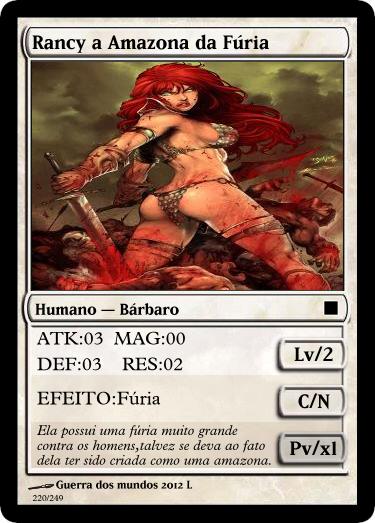 Rancy a Amazona da Fúria
Humano — Bárbaro
ATK:03 MAG:00
DEF:03 RES:02
Lv/2
EFEITO:Fúria
C/N
Ela possui uma fúria muito grande
contra os homens,talvez se deva ao fato
dela ter sido criada como uma amazona.
Pv/xl
Guerra dos mundos 2012 L
220/249